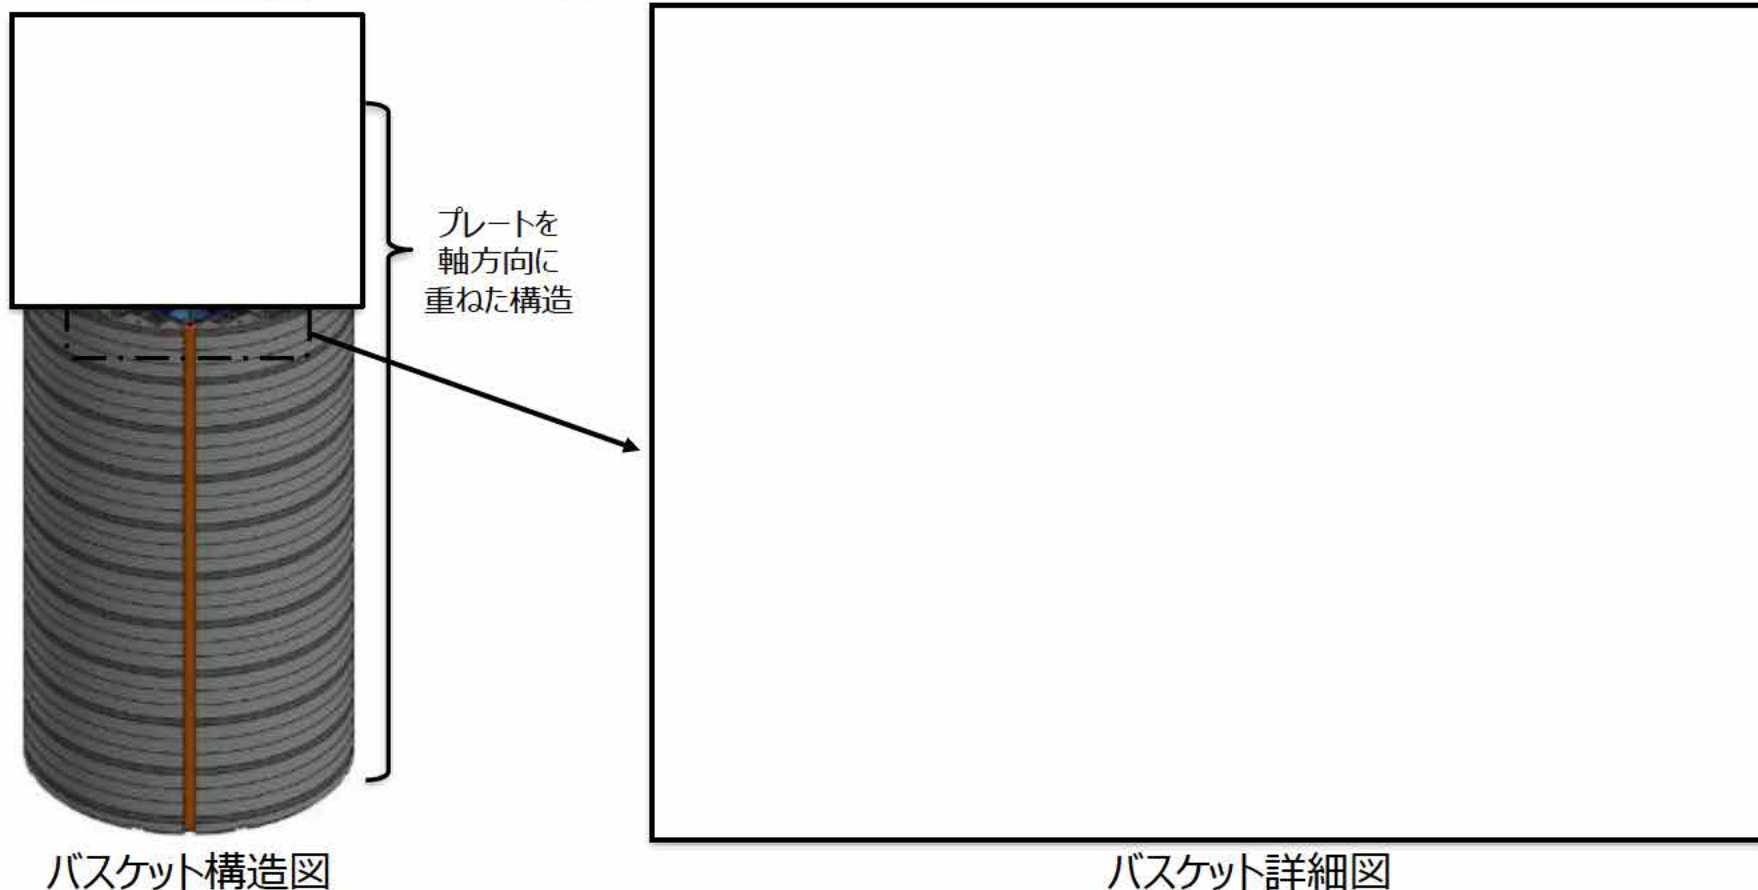 プレートを
軸方向に
重ねた構造
バスケット構造図
バスケット詳細図